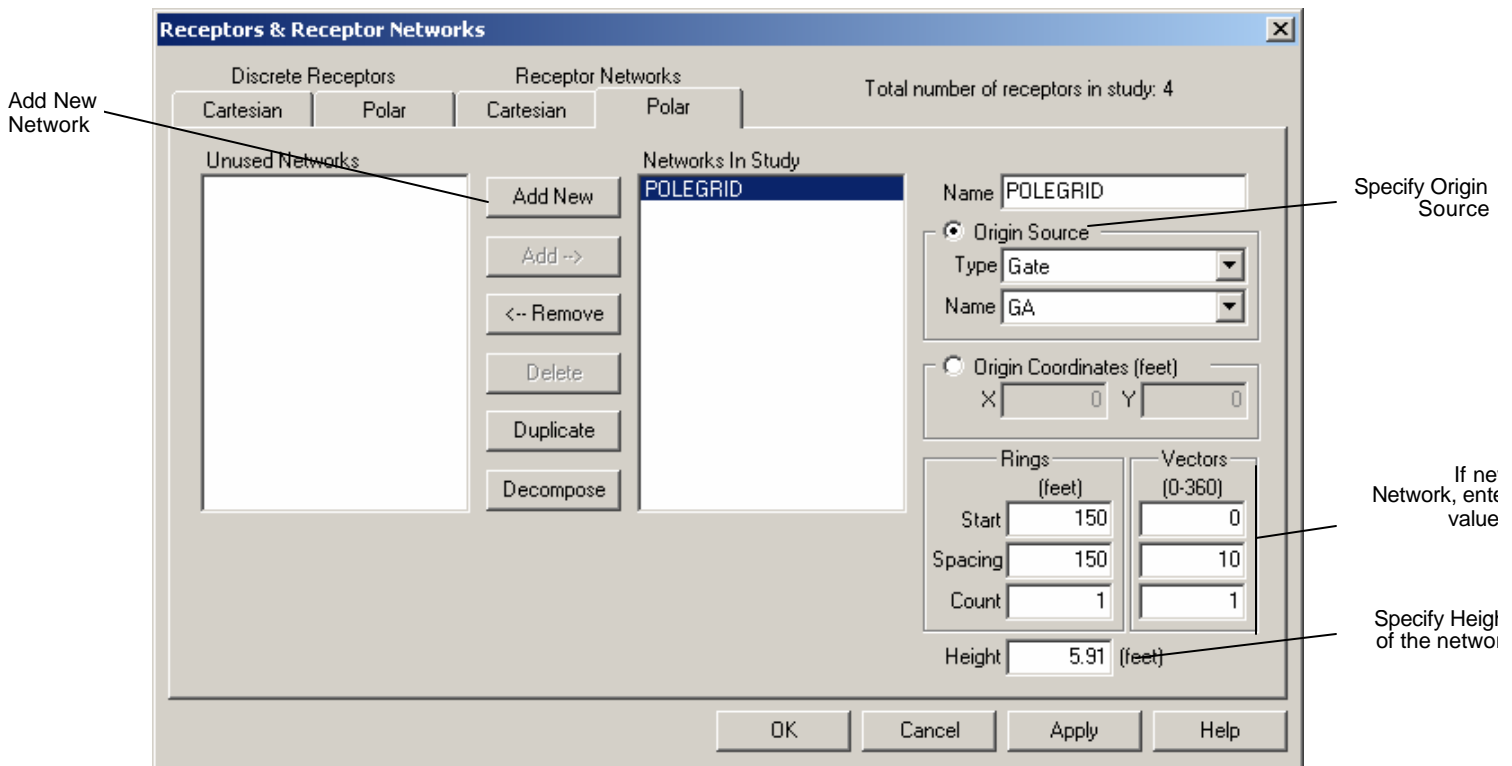 Receptors & Receptor Networks
Discrete Receptors
Receptor Networks
Total number of receptors in study: 4
Cartesian
Polar
Cartesian
Polar
Add New
Network
Unused Networks
Add New
Add -->
<-- Remove
Delete
Duplicate
Decompose
Networks In Study
POLEGRID
Name POLEGRID
Origin Source
Type Gate
Name GA
Specify Origin
Source
Origin Coordinates (feet)
X 0 Y 0
Rings Vectors
(feet) (0-360)
Start 150 0
Spacing 150 10
Count 1 1
Height 5.91 (feet)
If
Network,
value
Specify
of the
OK
Cancel
Apply
Help